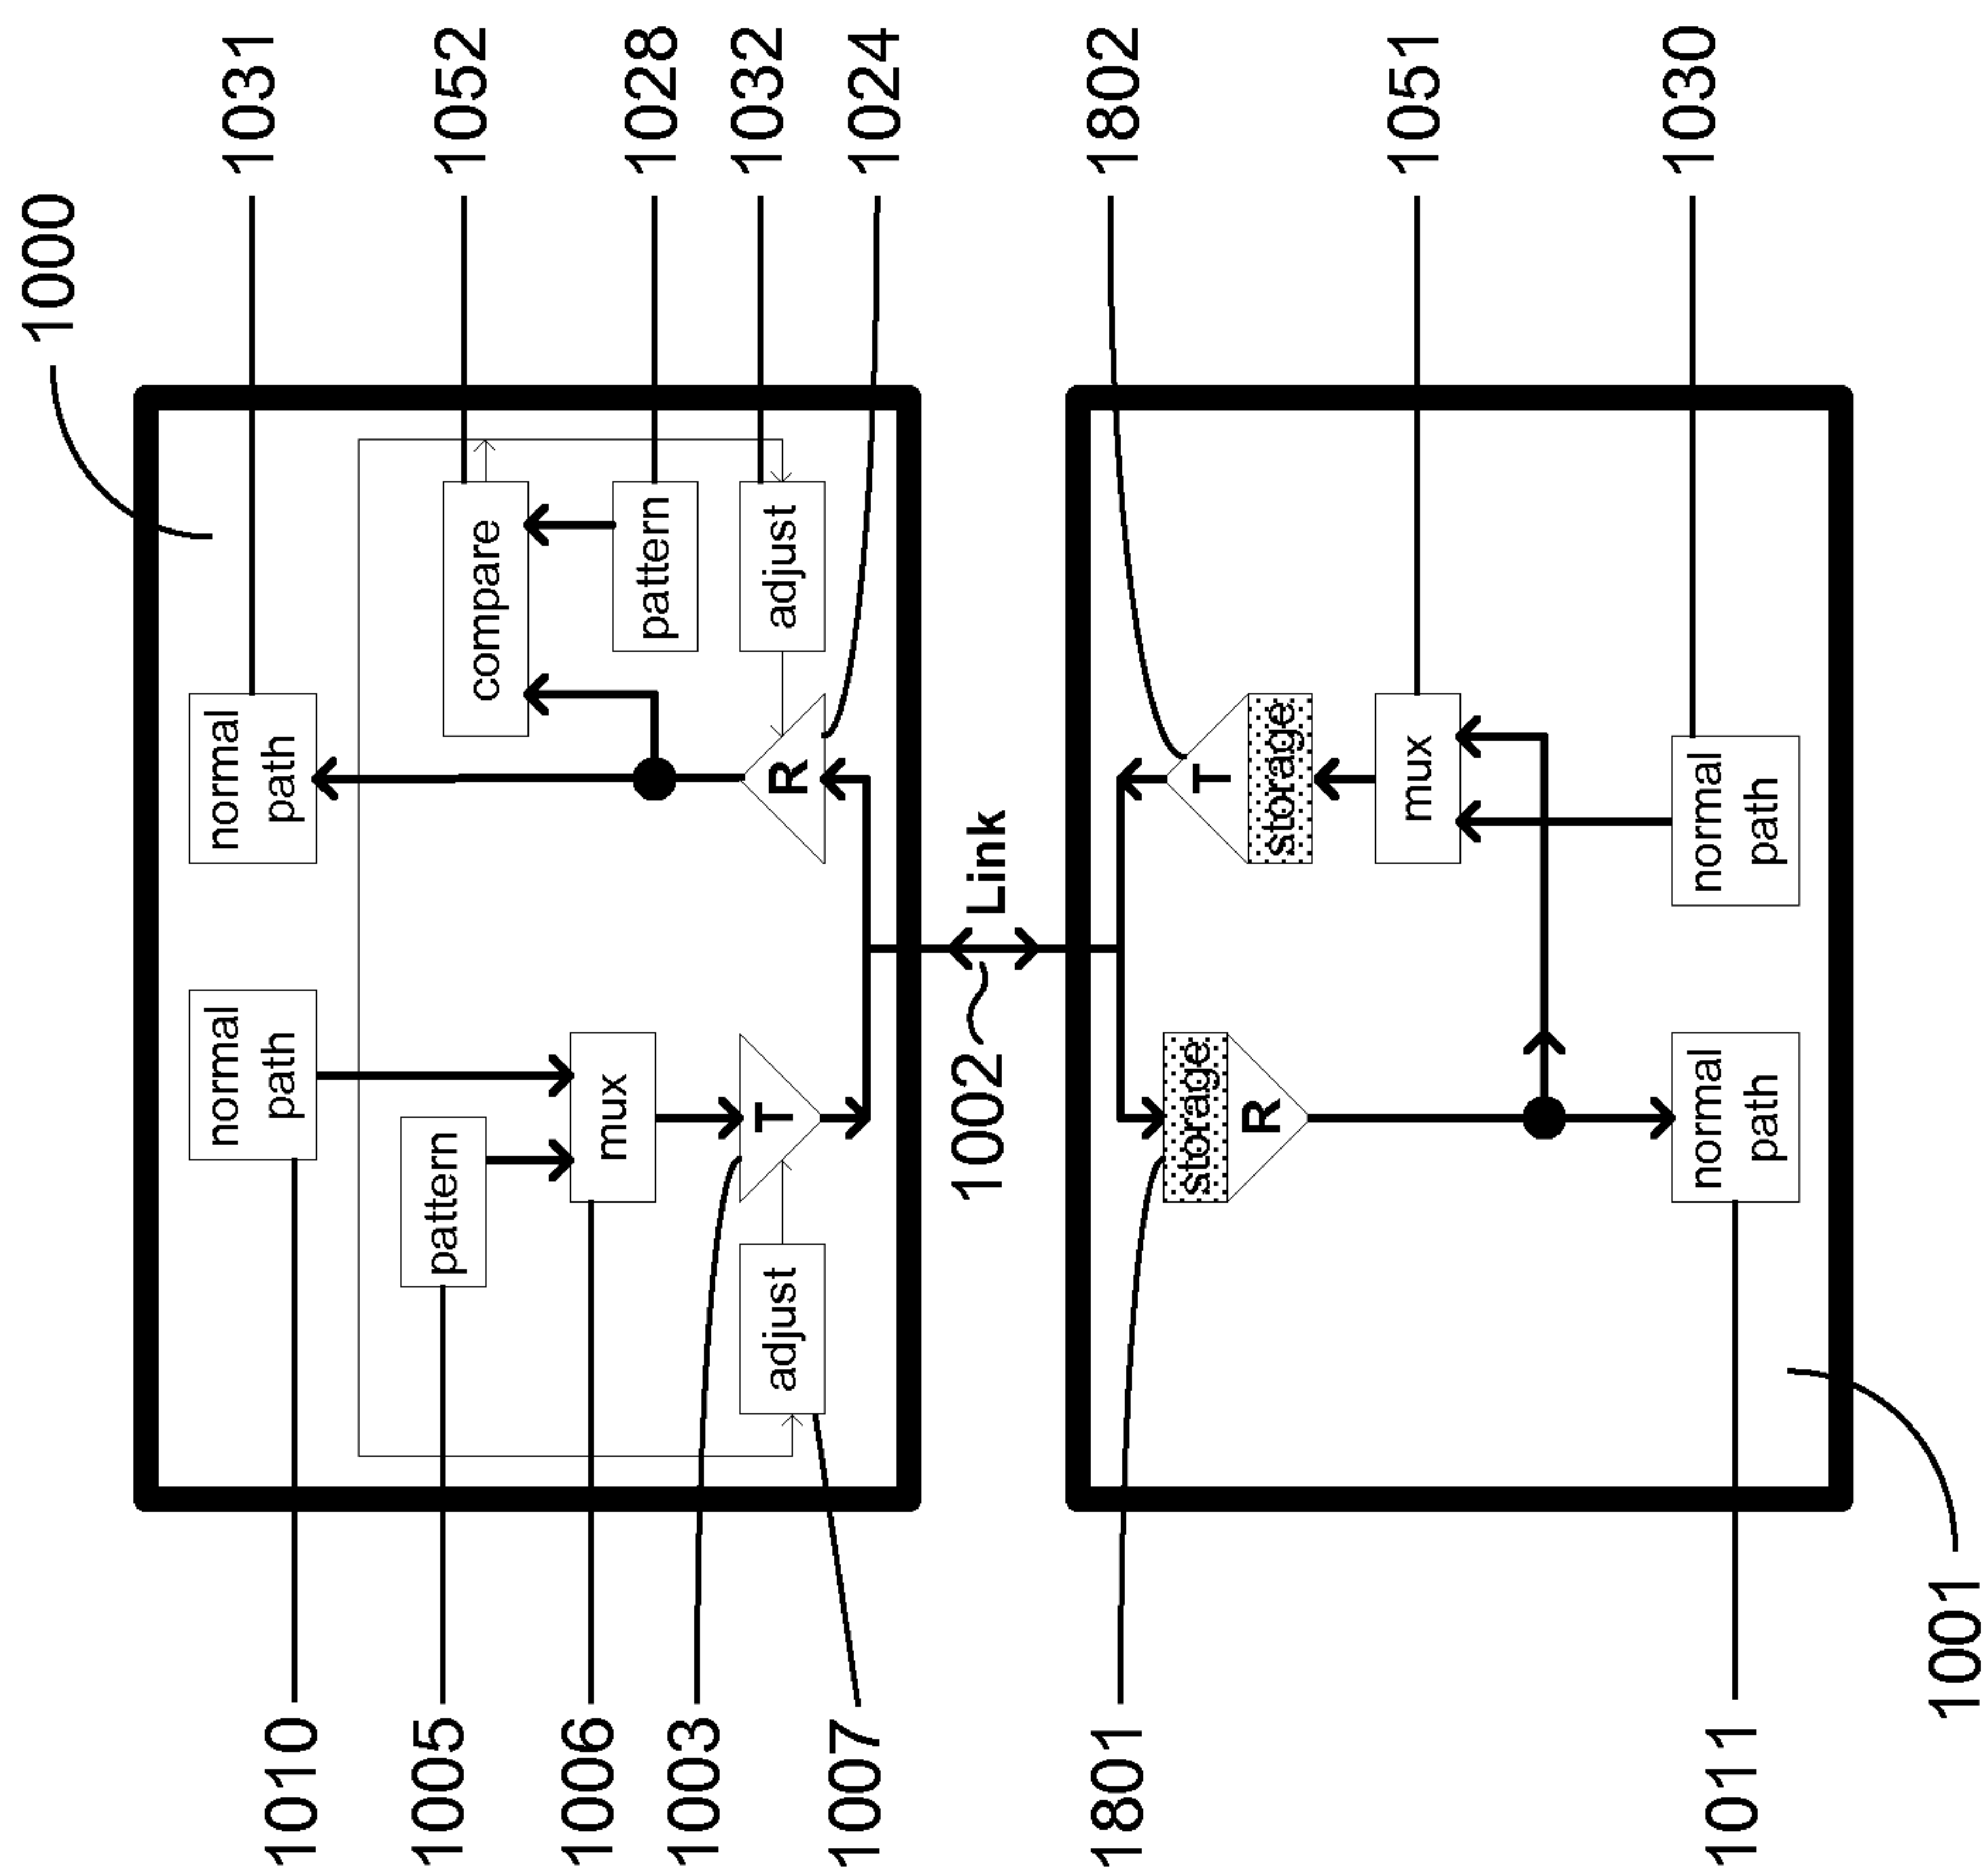 1000
1031
1052
1028
1032
1024
1802
1051
1030
normal
path
compare
pattern
adjust
R
T
storage
mux
normal
path
Link
1002
normal
path
pattern
mux
T
adjust
storage
R
normal
path
1010
1005
1006
1003
1007
1801
1011
1001